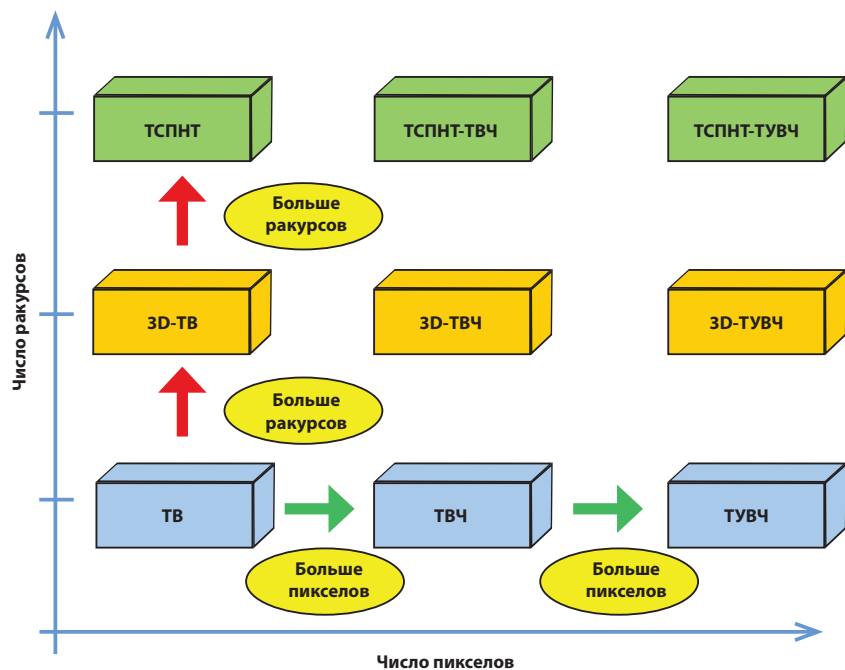 ТСПНТ
ТСПНТ-ТВЧ
ТСПНТ-ТУВЧ
Больше
ракурсов
Число ракурсов
3D-ТВ
3D-ТВЧ
3D-ТУВЧ
Больше
ракурсов
ТВ
ТВЧ
ТУВЧ
Больше
пикселов
Больше
пикселов
Число пикселов